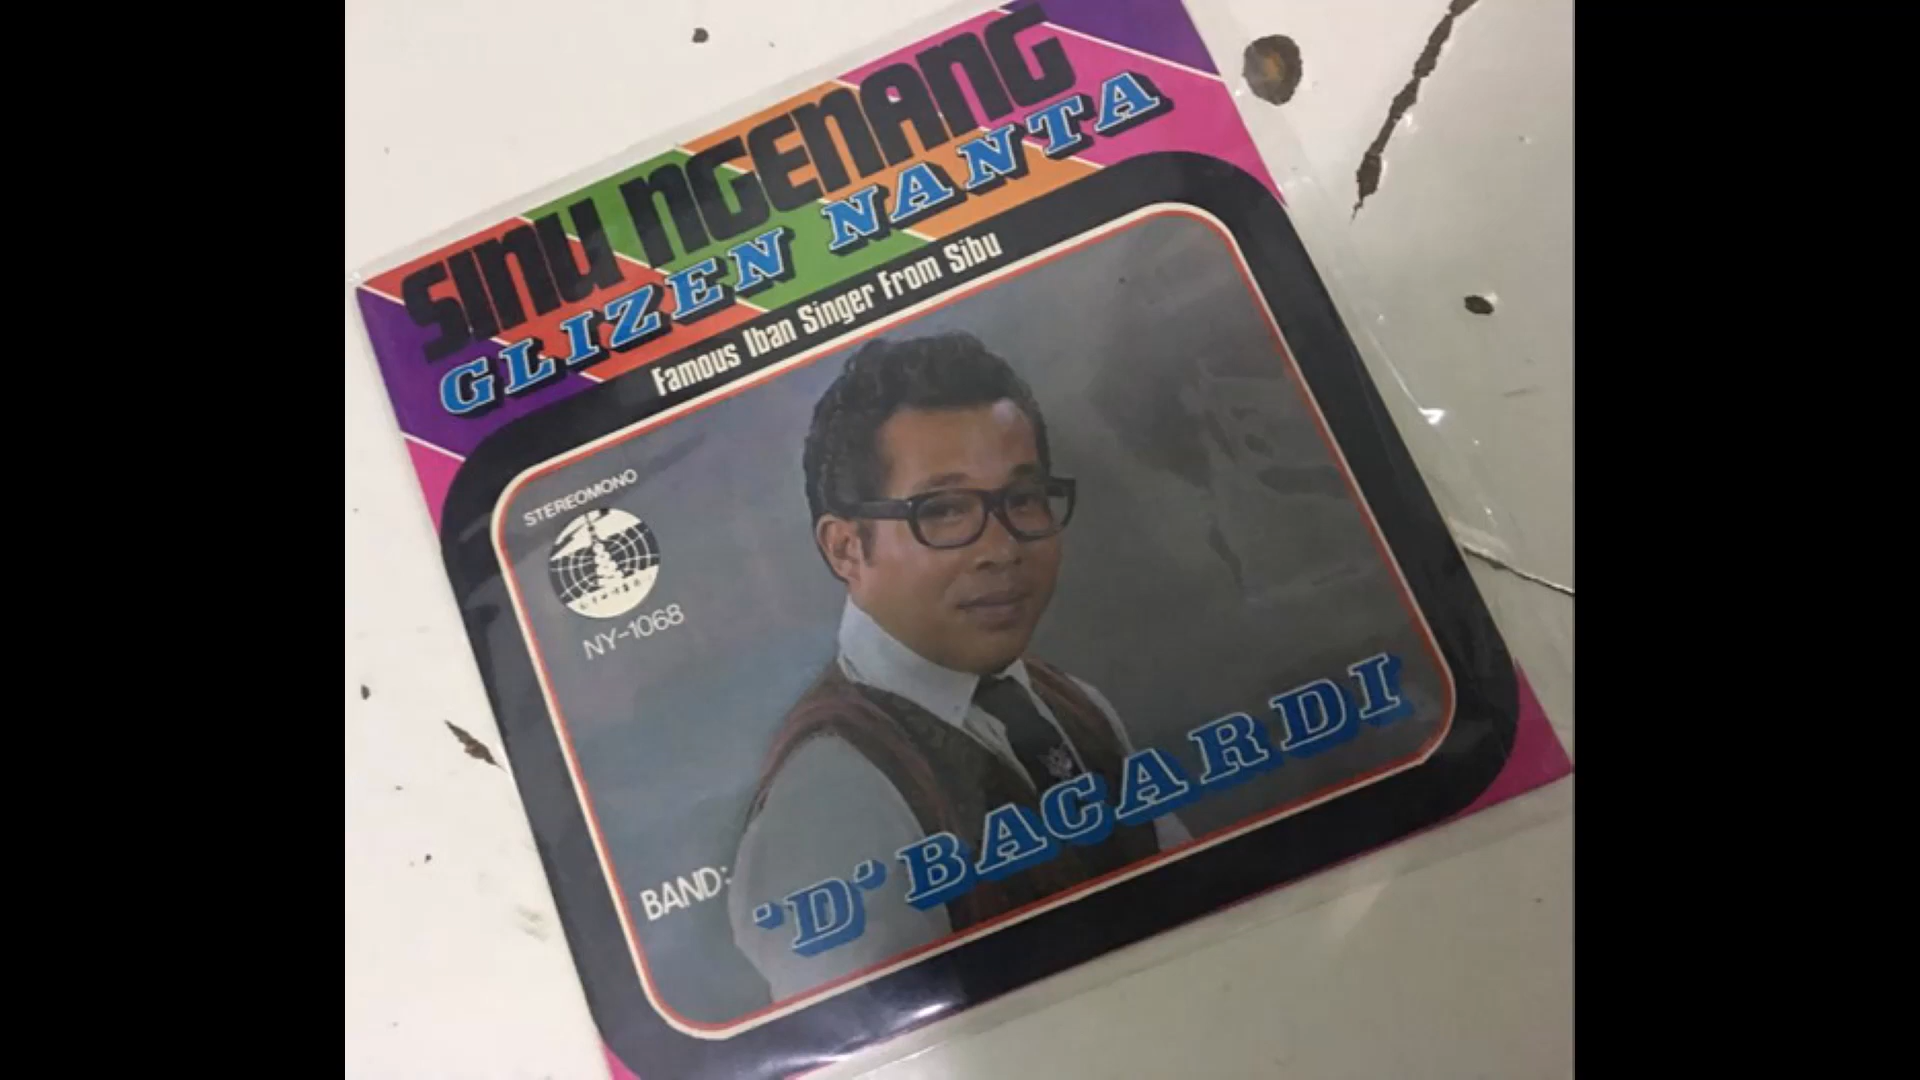 SINU NGENANG
GLIZEN NANTA
Famous Iban Singer From Sibu
STEREOMONO
NY-1068
BAND:
'D' BACARDI